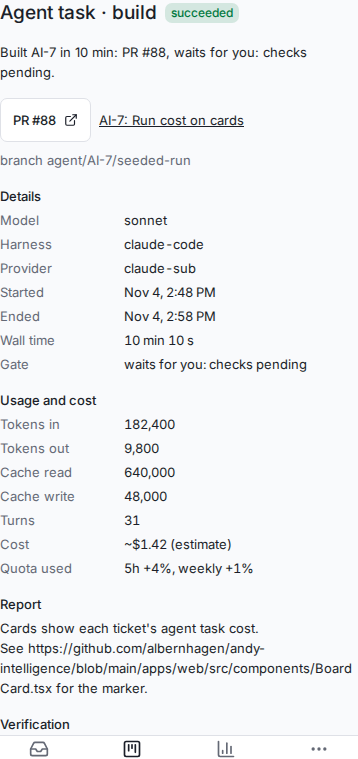 Agent task · build succeeded
Built AI-7 in 10 min: PR #88, waits for you: checks
pending.
PR #88 AI-7: Run cost on cards
branch agent/AI-7/seeded-run
Details
Model sonnet
Harness claude-code
Provider claude-sub
Started Nov 4, 2:48 PM
Ended Nov 4, 2:58 PM
Wall time 10 min 10 s
Gate waits for you: checks pending
Usage and cost
Tokens in 182,400
Tokens out 9,800
Cache read 640,000
Cache write 48,000
Turns 31
Cost ~$1.42 (estimate)
Quota used 5h +4%, weekly +1%
Report
Cards show each ticket's agent task cost.
See https://github.com/albernhagen/andy-
intelligence/blob/main/apps/web/src/components/Board
Card.tsx for the marker.
Verification